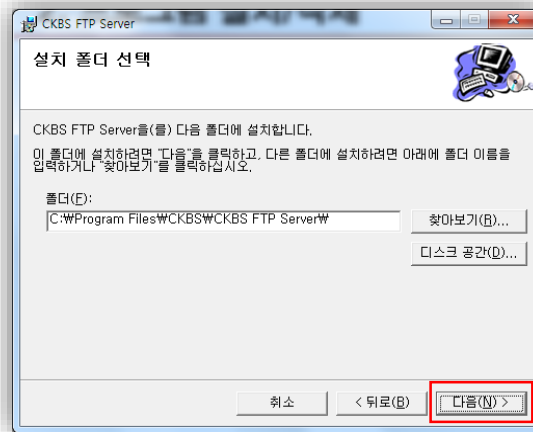 CKBS FTP Server
설치 폴더 선택
CKBS FTP Server을(를) 다음 폴더에 설치합니다.
이 폴더에 설치하려면 "다음"을 클릭하고, 다른 폴더에 설치하려면 아래에 폴더 이름을
입력하거나 "찾아보기"를 클릭하십시오.
폴더(F):
C:₩Program Files₩CKBS₩CKBS FTP Server₩
찾아보기(R)...
디스크 공간(D)...
취소
< 뒤로(B)
다음(N) >